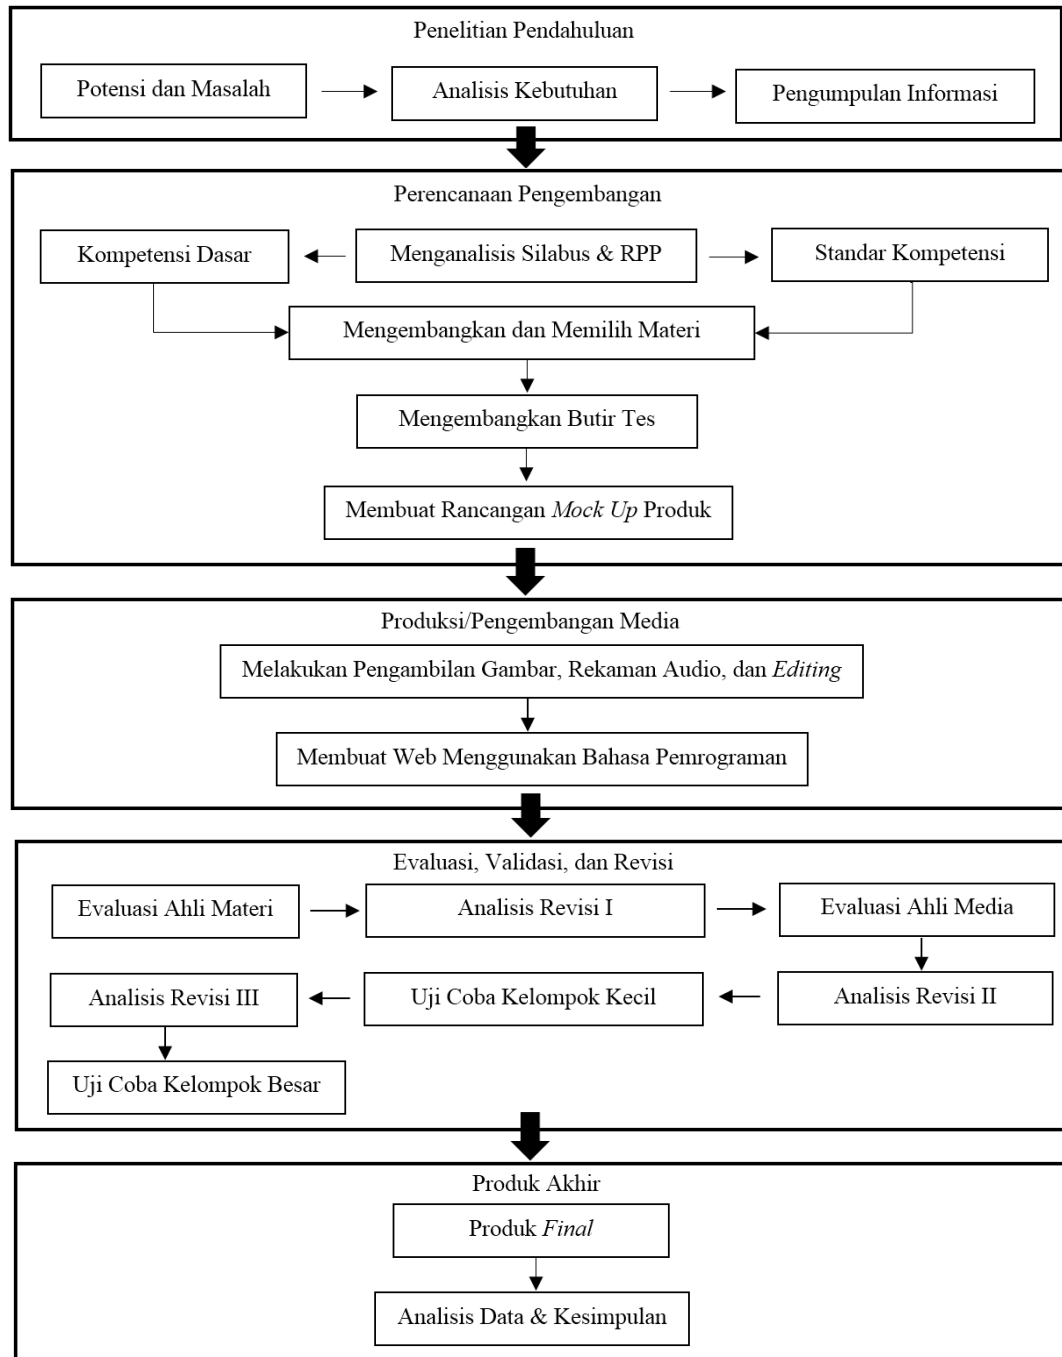 Penelitian Pendahuluan
Potensi dan Masalah
Analisis Kebutuhan
Pengumpulan Informasi
Perencanaan Pengembangan
Kompetensi Dasar
Menganalisis Silabus & RPP
Standar Kompetensi
Mengembangkan dan Memilih Materi
Mengembangkan Butir Tes
Membuat Rancangan Mock Up Produk
Produksi/Pengembangan Media
Melakukan Pengambilan Gambar, Rekaman Audio, dan Editing
Membuat Web Menggunakan Bahasa Pemrograman
Evaluasi, Validasi, dan Revisi
Evaluasi Ahli Materi
Analisis Revisi I
Evaluasi Ahli Media
Analisis Revisi III
Uji Coba Kelompok Kecil
Analisis Revisi II
Uji Coba Kelompok Besar
Produk Akhir
Produk Final
Analisis Data & Kesimpulan